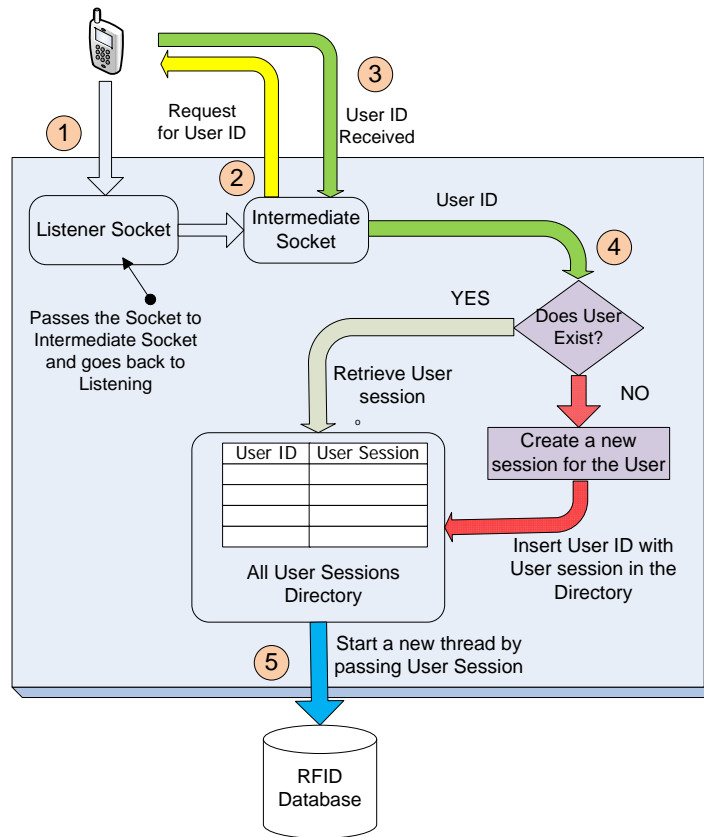 3
Request
for User ID
User ID
Received
1
2
Listener Socket
Intermediate
Socket
User ID
4
Passes the Socket to
Intermediate Socket
and goes back to
Listening
YES
Does User
Exist?
Retrieve User
session
NO
Create a new
session for the User
User ID User Session
Insert User ID with
User session in the
Directory
All User Sessions
Directory
5
Start a new thread by
passing User Session
RFID
Database